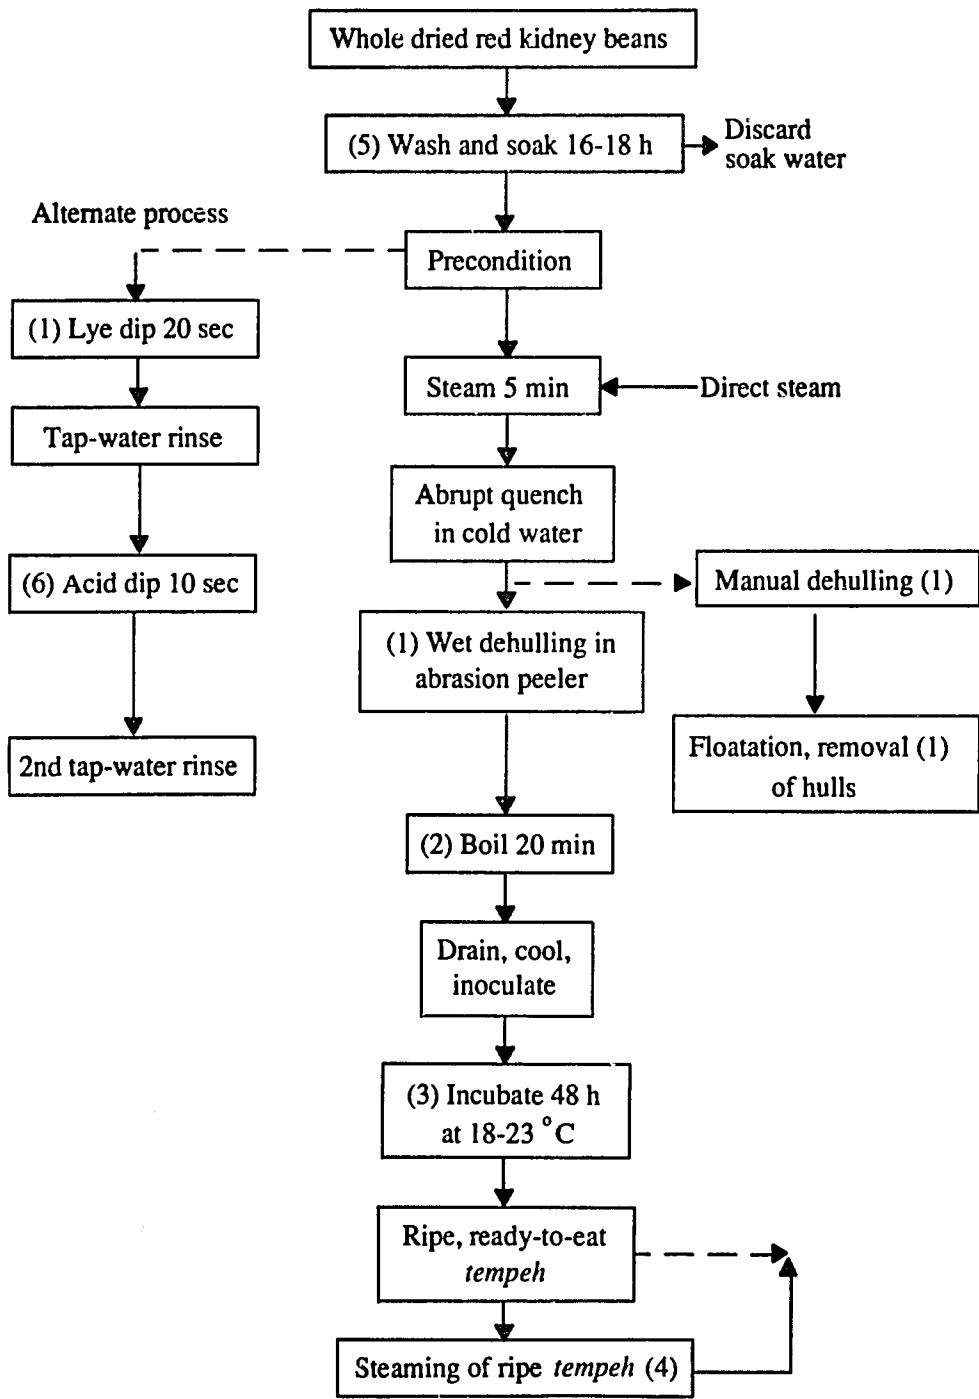 Whole dried red kidney beans
(5) Wash and soak 16-18 h
Discard
soak water
Alternate process
Precondition
(1) Lye dip 20 sec
Steam 5 min
Direct steam
Tap-water rinse
Abrupt quench
in cold water
(6) Acid dip 10 sec
Manual dehulling (1)
(1) Wet dehulling in
abrasion peeler
2nd tap-water rinse
Floatation, removal (1)
of hulls
(2) Boil 20 min
Drain, cool,
inoculate
(3) Incubate 48 h
at 18-23 °C
Ripe, ready-to-eat
tempeh
Steaming of ripe tempeh (4)